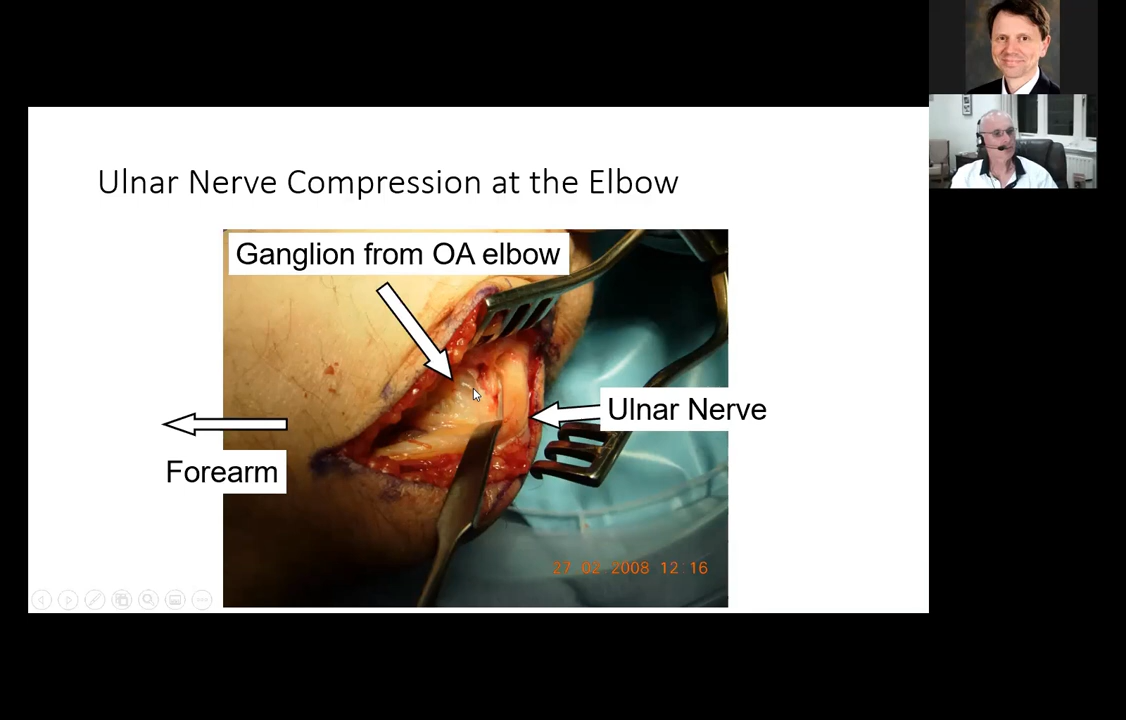 Ulnar Nerve Compression at the Elbow
Ganglion from OA elbow
Ulnar Nerve
Forearm
27.02.2008 12:16